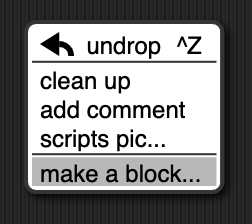 undrop ^Z
clean up
add comment
scripts pic...
make a block...